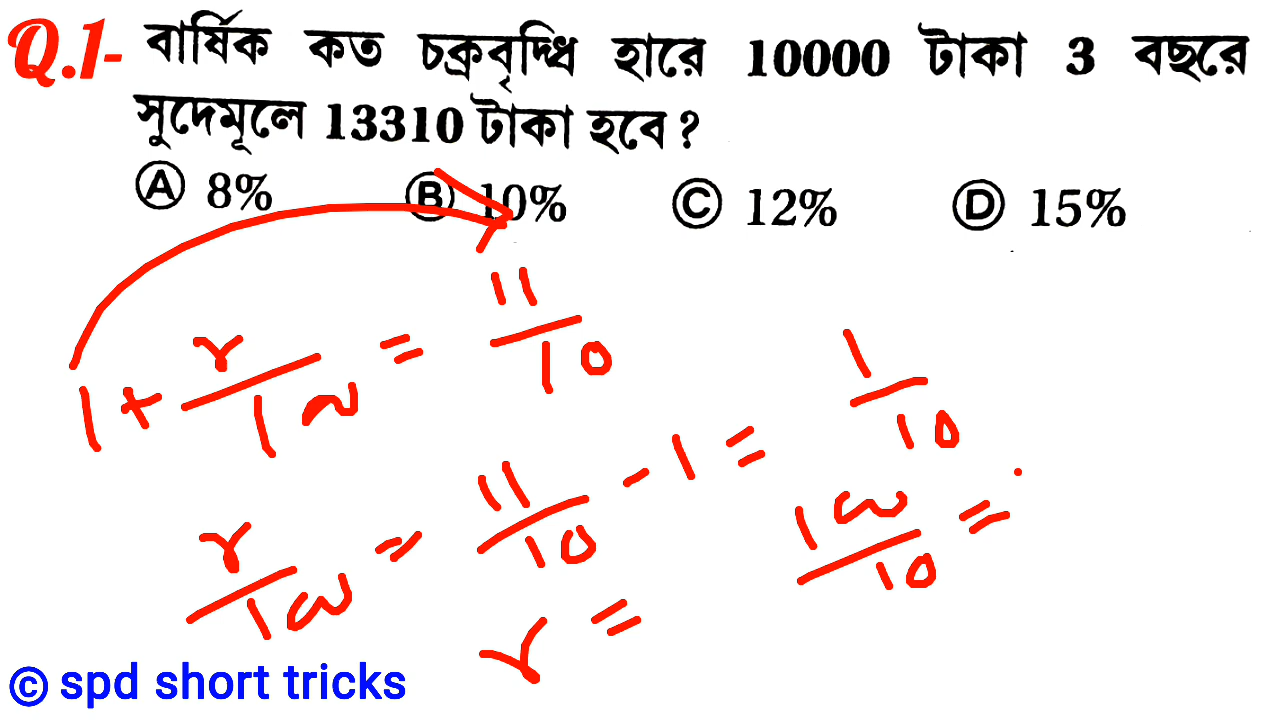 Q.1- বার্ষিক কত চক্রবৃদ্ধি হারে 10000 টাকা 3 বছরে
সুদেমূলে 13310 টাকা হবে ?
Ⓐ 8% Ⓑ 10% Ⓒ 12% Ⓓ 15%
1 + r/100 = 11/10
r/100 = 11/10 - 1 = 1/10
r = 100/10 =
© spd short tricks